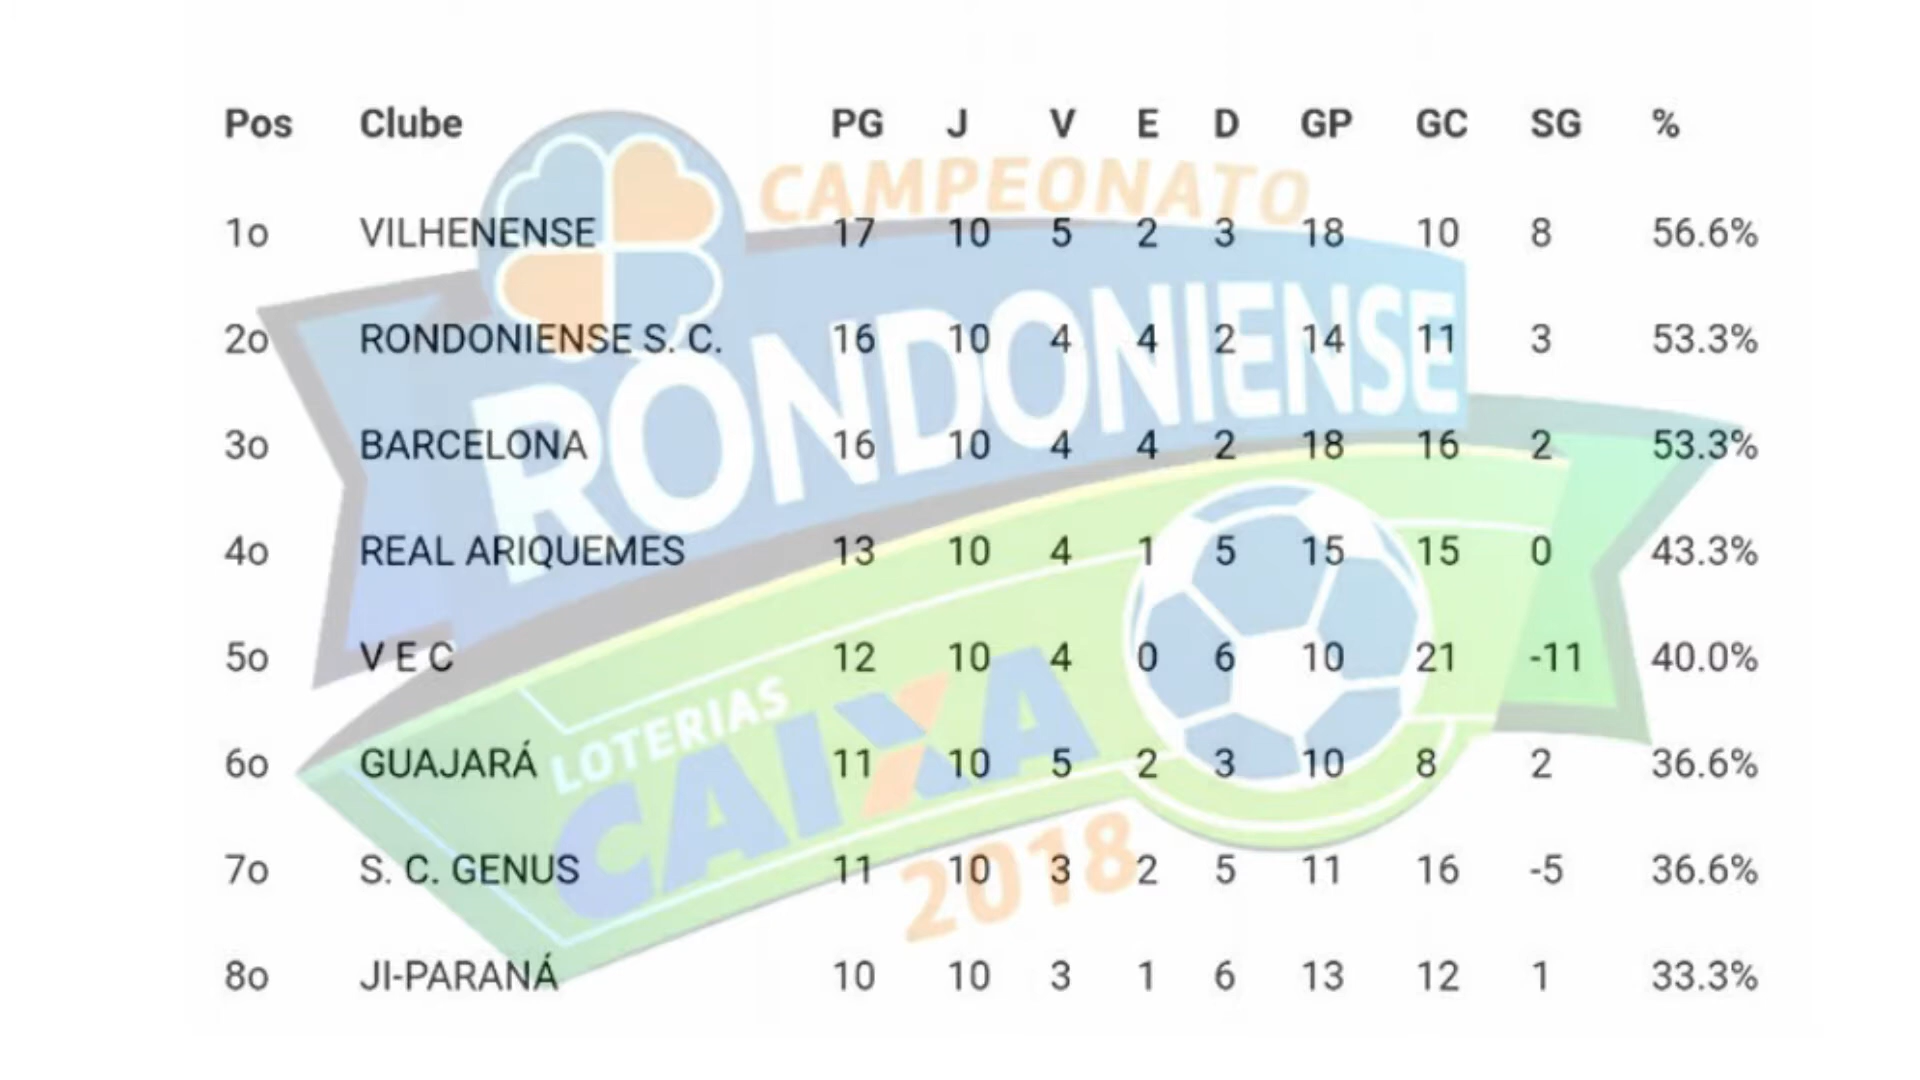 Pos Clube PG J V E D GP GC SG %
CAMPEONATO
1o VILHENENSE 17 10 5 2 3 18 10 8 56.6%
2o RONDONIENSE S. C. 16 10 4 4 2 14 11 3 53.3%
RONDONIENSE
3o BARCELONA 16 10 4 4 2 18 16 2 53.3%
4o REAL ARIQUEMES 13 10 4 1 5 15 15 0 43.3%
5o V E C 12 10 4 0 6 10 21 -11 40.0%
LOTERIAS
6o GUAJARÁ 11 10 5 2 3 10 8 2 36.6%
CAIXA
7o S. C. GENUS 11 10 3 2 5 11 16 -5 36.6%
2018
8o JI-PARANÁ 10 10 3 1 6 13 12 1 33.3%